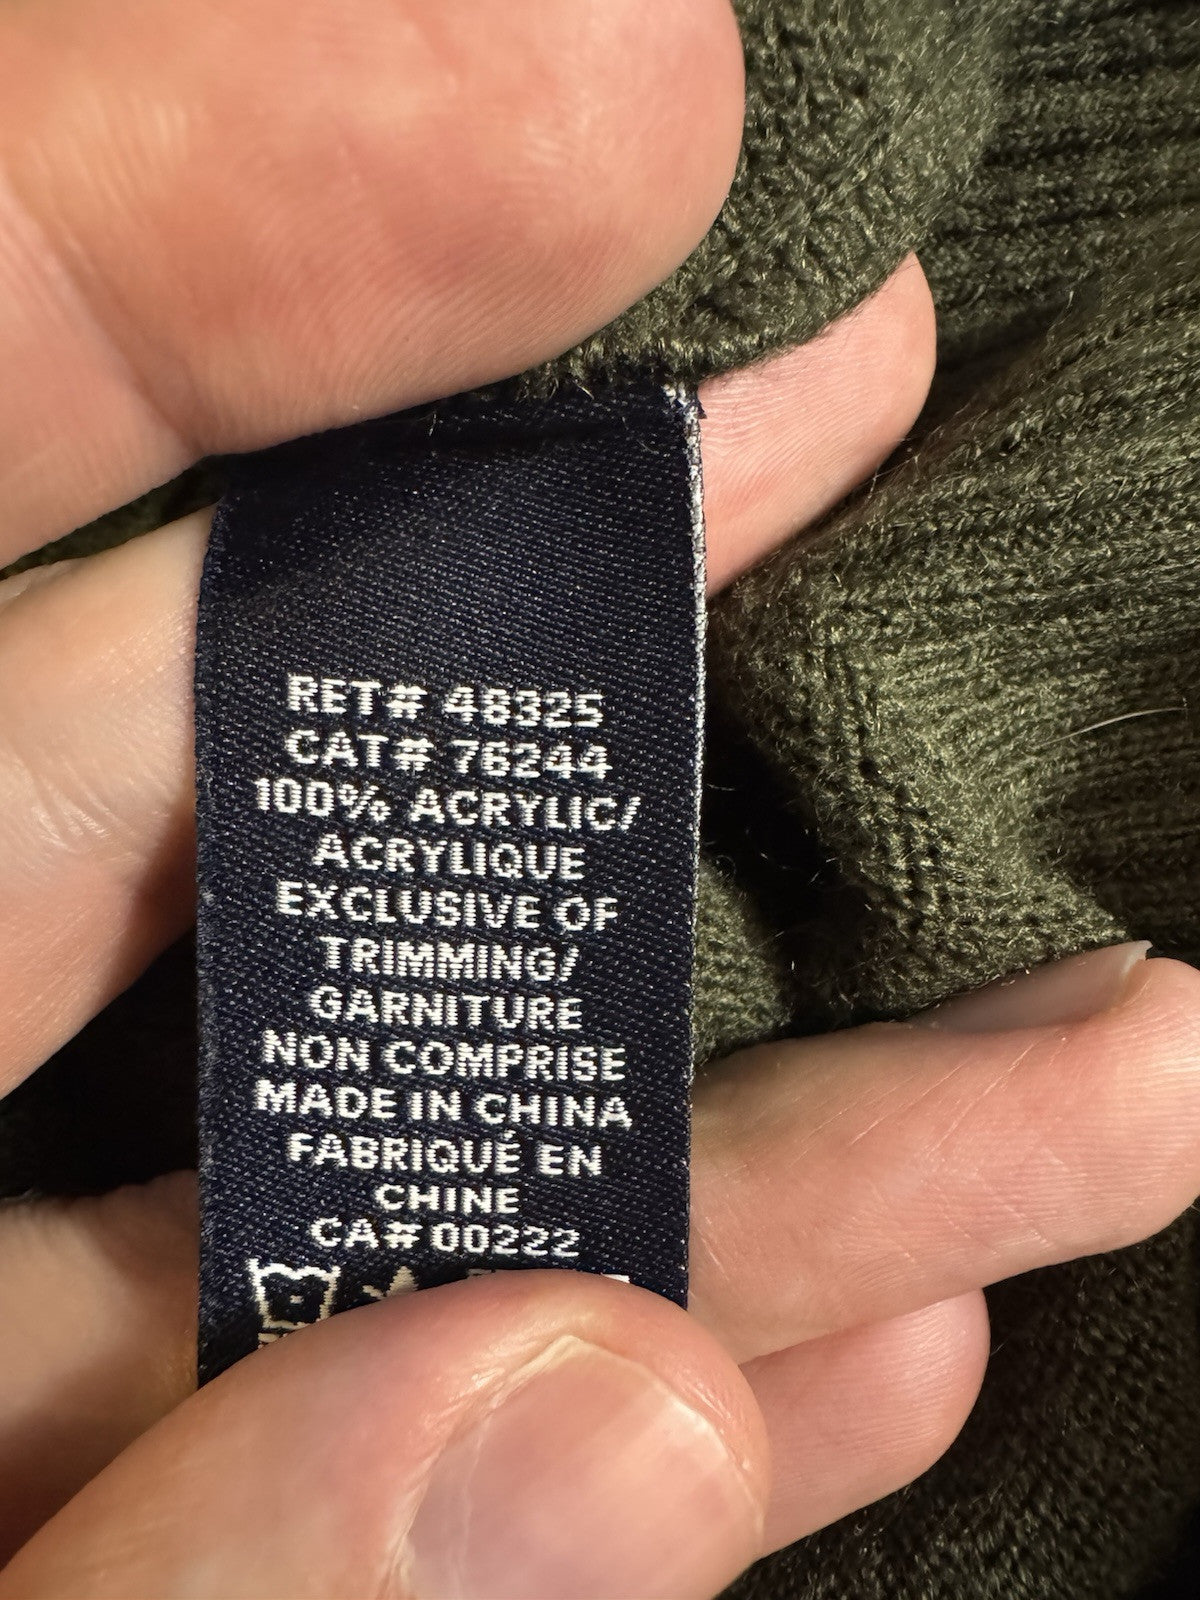 RET# 48325
CAT# 76244
100% ACRYLIC/
ACRYLIQUE
EXCLUSIVE OF
TRIMMING/
GARNITURE
NON COMPRISE
MADE IN CHINA
FABRIQUÉ EN
CHINE
CA# 00222